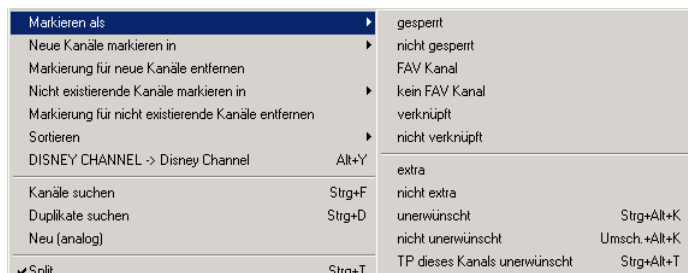 Markieren als
Neue Kanäle markieren in
Markierung für neue Kanäle entfernen
Nicht existierende Kanäle markieren in
Markierung für nicht existierende Kanäle entfernen
Sortieren
DISNEY CHANNEL -> Disney Channel Alt+Y
Kanäle suchen Strg+F
Duplikate suchen Strg+D
Neu (analog)
Split Strg+T
gesperrt
nicht gesperrt
FAV Kanal
kein FAV Kanal
verknüpft
nicht verknüpft
extra
nicht extra
unerwünscht Strg+Alt+K
nicht unerwünscht Umsch.+Alt+K
TP dieses Kanals unerwünscht Strg+Alt+T